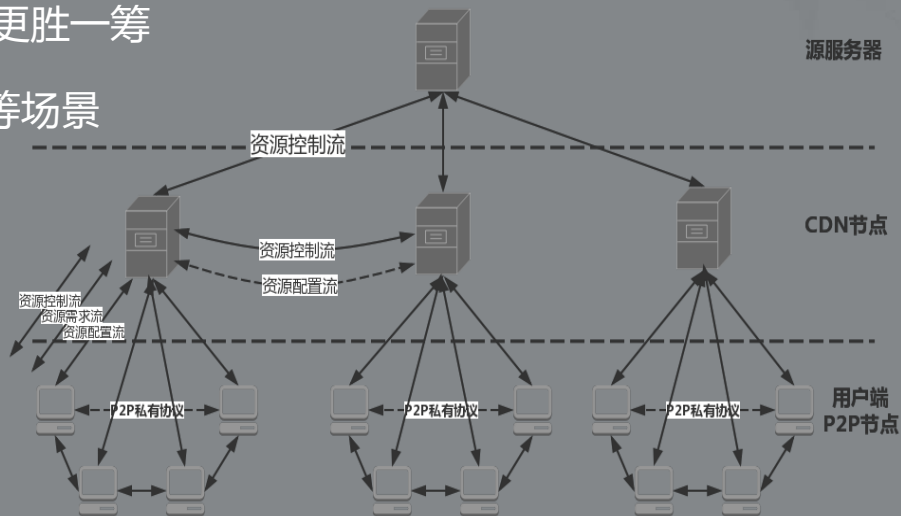 更胜一筹
源服务器
等场景
资源控制流
CDN节点
资源控制流
资源配置流
资源控制流
资源需求流
资源配置流
用户端
P2P节点
P2P私有协议
P2P私有协议
P2P私有协议